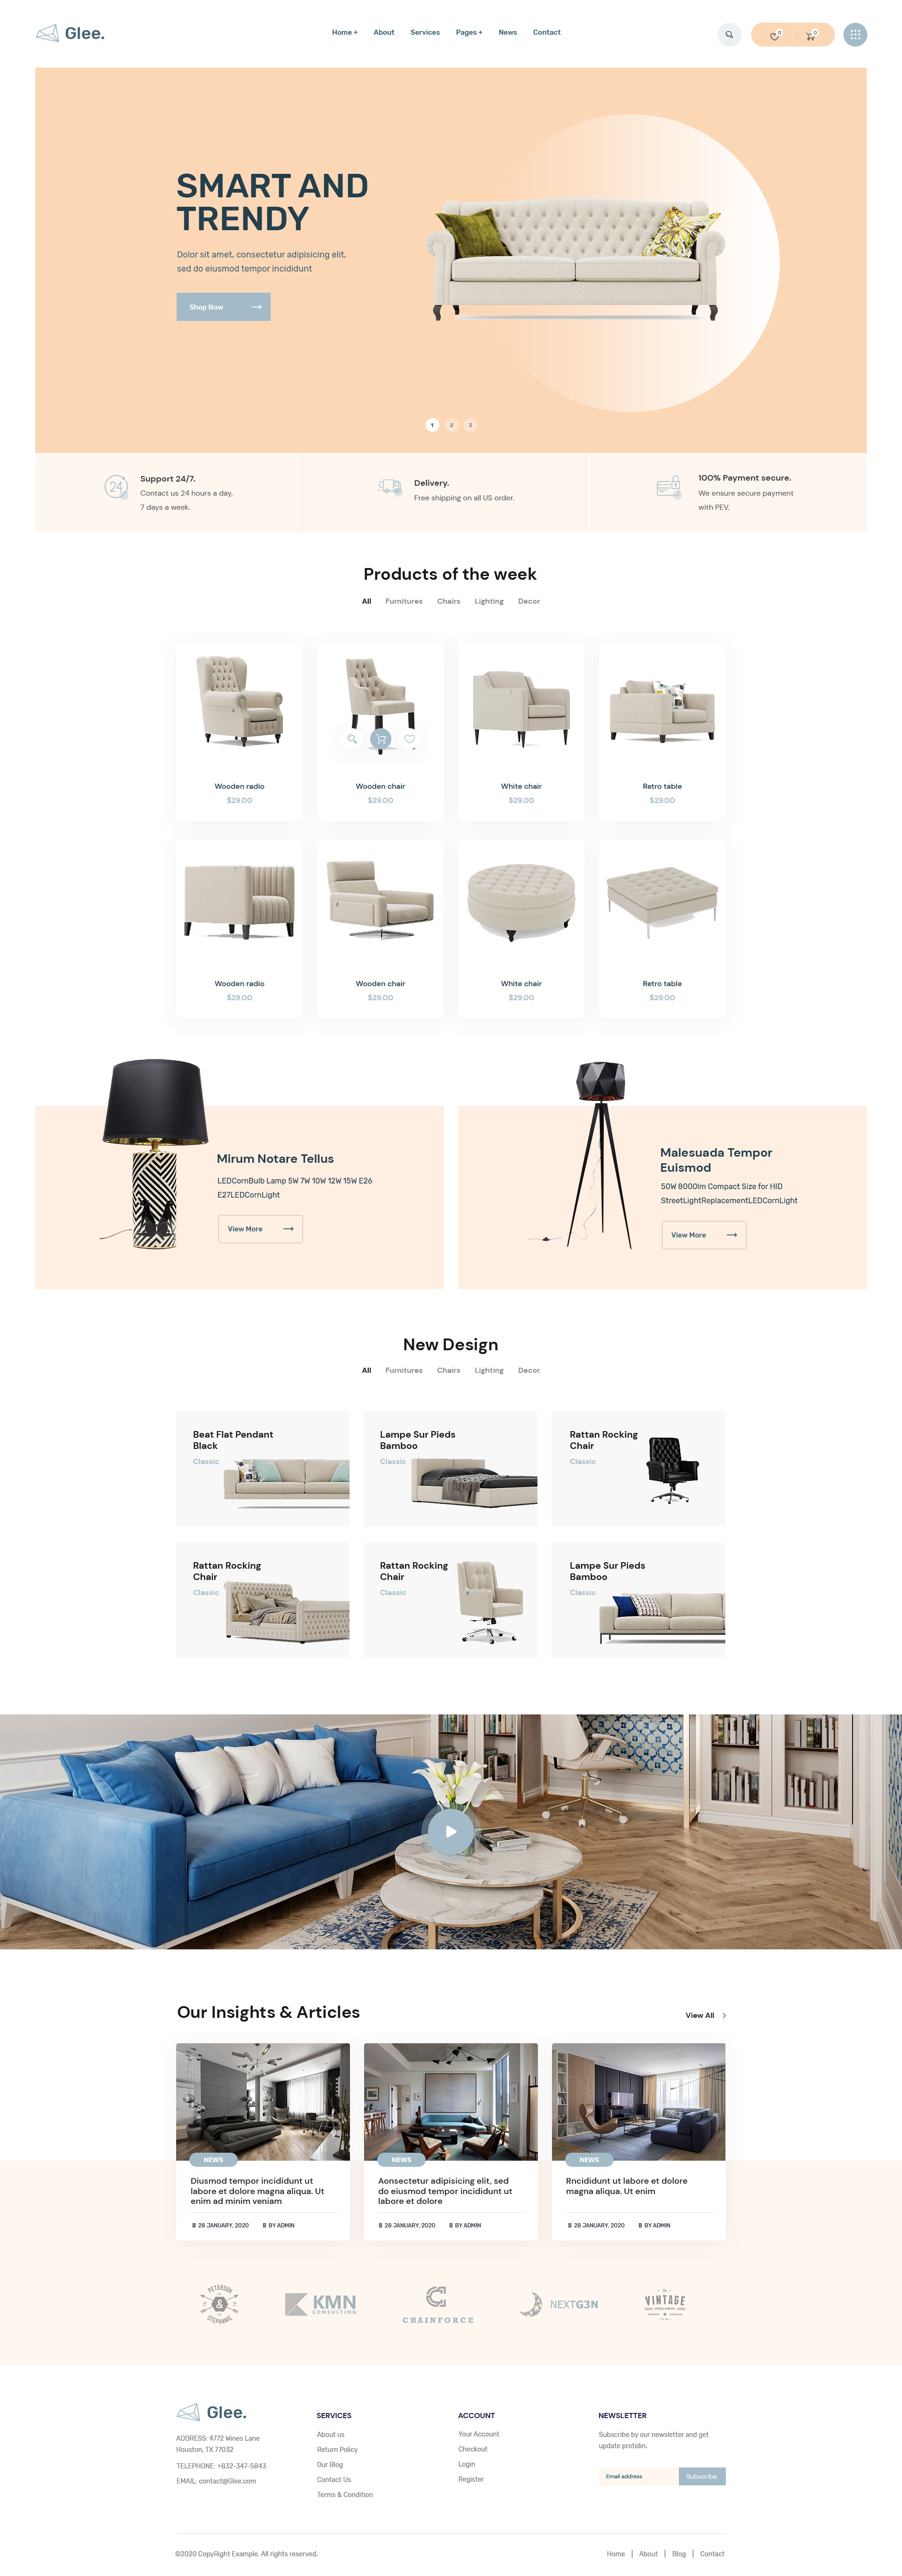 Glee.
Home +
About
Services
Pages +
News
Contact
0
0
SMART AND
TRENDY
Dolor sit amet, consectetur adipisicing elit,
sed do eiusmod tempor incididunt
Shop Now
1
2
3
24
Support 24/7.
Contact us 24 hours a day,
7 days a week.
Delivery.
Free shipping on all US order.
100% Payment secure.
We ensure secure payment
with PEV.
Products of the week
All
Furnitures
Chairs
Lighting
Decor
Wooden radio
$29.00
Wooden chair
$29.00
White chair
$29.00
Retro table
$29.00
Wooden radio
$29.00
Wooden chair
$29.00
White chair
$29.00
Retro table
$29.00
Mirum Notare Tellus
LEDCornBulb Lamp 5W 7W 10W 12W 15W E26
E27LEDCornLight
View More
Malesuada Tempor
Euismod
50W 8000lm Compact Size for HID
StreetLightReplacementLEDCornLight
View More
New Design
All
Furnitures
Chairs
Lighting
Decor
Beat Flat Pendant
Black
Classic
Lampe Sur Pieds
Bamboo
Classic
Rattan Rocking
Chair
Classic
Rattan Rocking
Chair
Classic
Rattan Rocking
Chair
Classic
Lampe Sur Pieds
Bamboo
Classic
Our Insights & Articles
View All
NEWS
Diusmod tempor incididunt ut
labore et dolore magna aliqua. Ut
enim ad minim veniam
28 JANUARY, 2020
BY ADMIN
NEWS
Aonsectetur adipisicing elit, sed
do eiusmod tempor incididunt ut
labore et dolore
28 JANUARY, 2020
BY ADMIN
NEWS
Rncididunt ut labore et dolore
magna aliqua. Ut enim
28 JANUARY, 2020
BY ADMIN
PETERSON
&
STEPHANIE
KMN
CONSULTING
CHAINFORCE
NEXTG3N
The
VINTAGE
Glee.
ADDRESS: 4772 Wines Lane
Houston, TX 77032
TELEPHONE: +832-347-5843
EMAIL: contact@Glee.com
SERVICES
About us
Return Policy
Our Blog
Contact Us
Terms & Condition
ACCOUNT
Your Account
Checkout
Login
Register
NEWSLETTER
Subscribe by our newsletter and get
update protidin.
Email address
Subscribe
©2020 CopyRight Example. All rights reserved.
Home | About | Blog | Contact